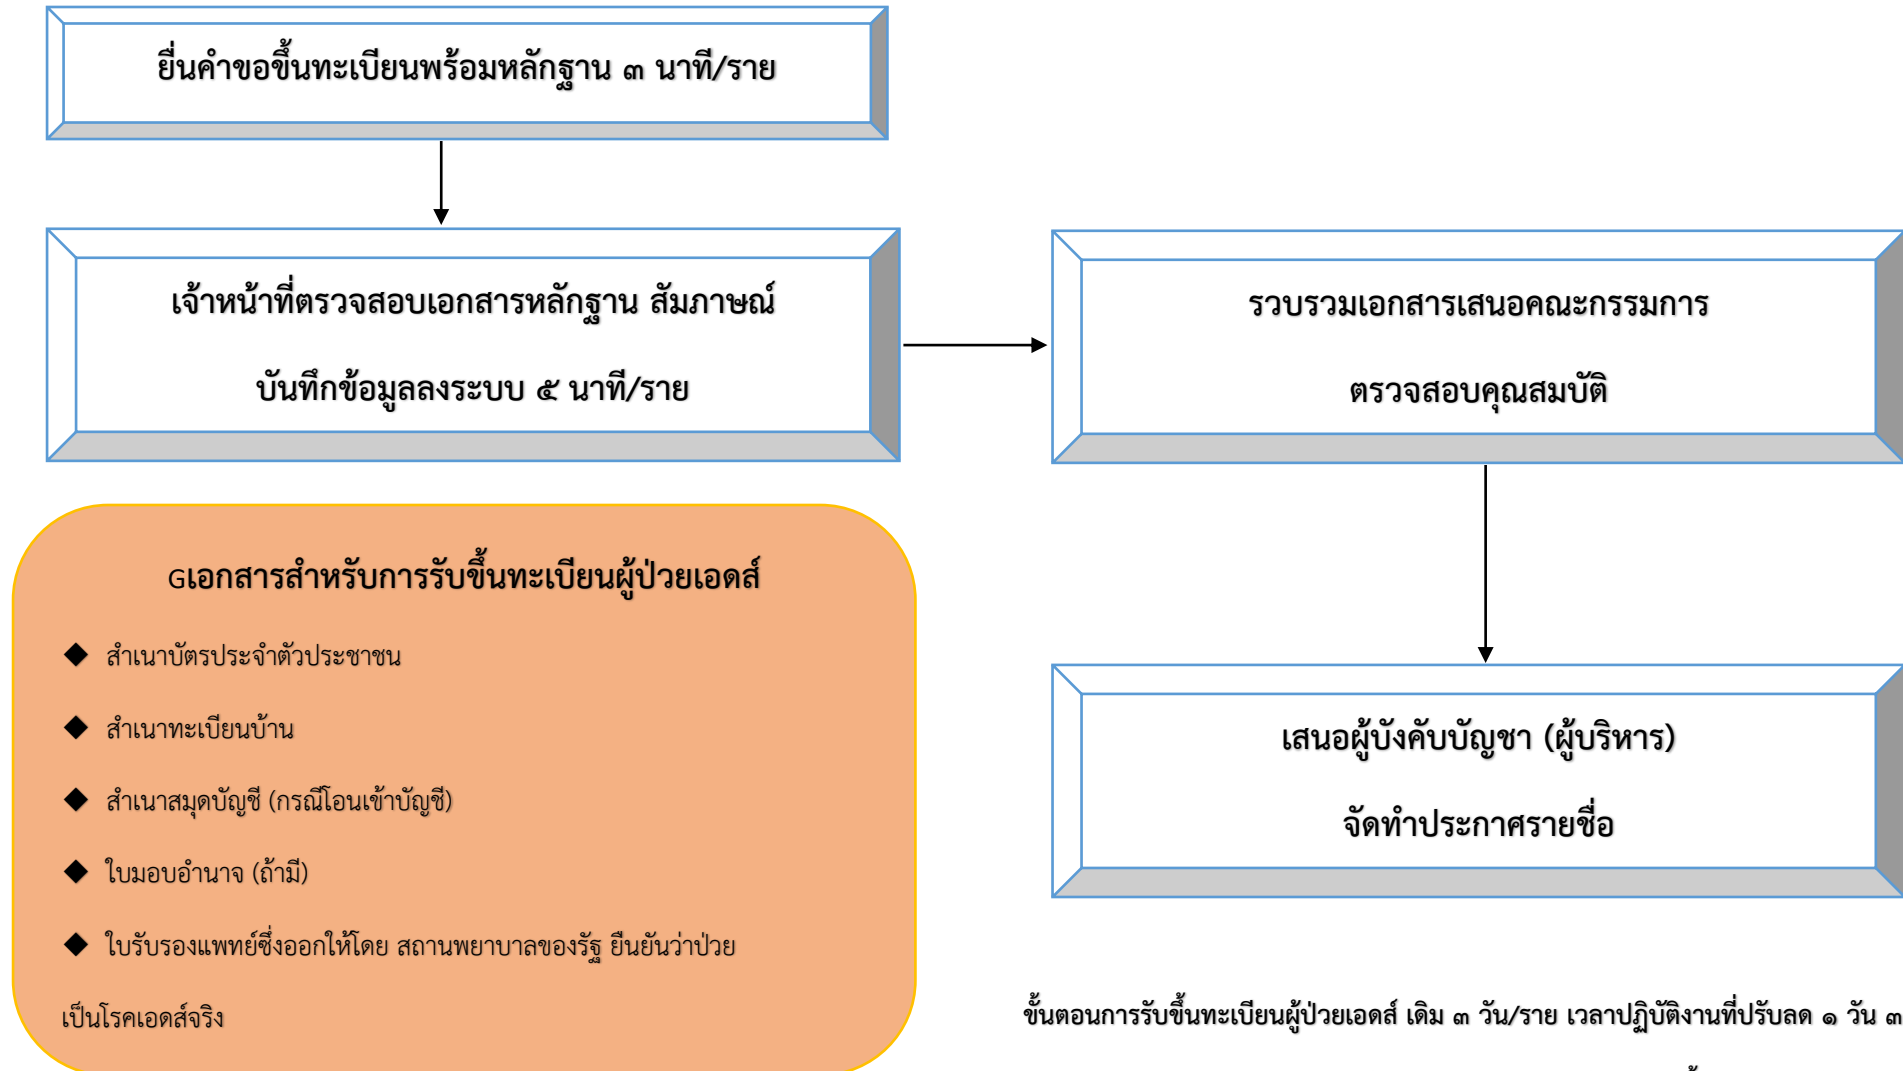 ยื่นคำขอขึ้นทะเบียนพร้อมหลักฐาน ๓ นาที/ราย
เจ้าหน้าที่ตรวจสอบเอกสารหลักฐาน สัมภาษณ์
บันทึกข้อมูลลงระบบ ๕ นาที/ราย
รวบรวมเอกสารเสนอคณะกรรมการ
ตรวจสอบคุณสมบัติ
เสนอผู้บังคับบัญชา (ผู้บริหาร)
จัดทำประกาศรายชื่อ
Gเอกสารสำหรับการรับขึ้นทะเบียนผู้ป่วยเอดส์
◆ สำเนาบัตรประจำตัวประชาชน
◆ สำเนาทะเบียนบ้าน
◆ สำเนาสมุดบัญชี (กรณีโอนเข้าบัญชี)
◆ ใบมอบอำนาจ (ถ้ามี)
◆ ใบรับรองแพทย์ซึ่งออกให้โดย สถานพยาบาลของรัฐ ยืนยันว่าป่วย
เป็นโรคเอดส์จริง
ขั้นตอนการรับขึ้นทะเบียนผู้ป่วยเอดส์ เดิม ๓ วัน/ราย เวลาปฏิบัติงานที่ปรับลด ๑ วัน ๓